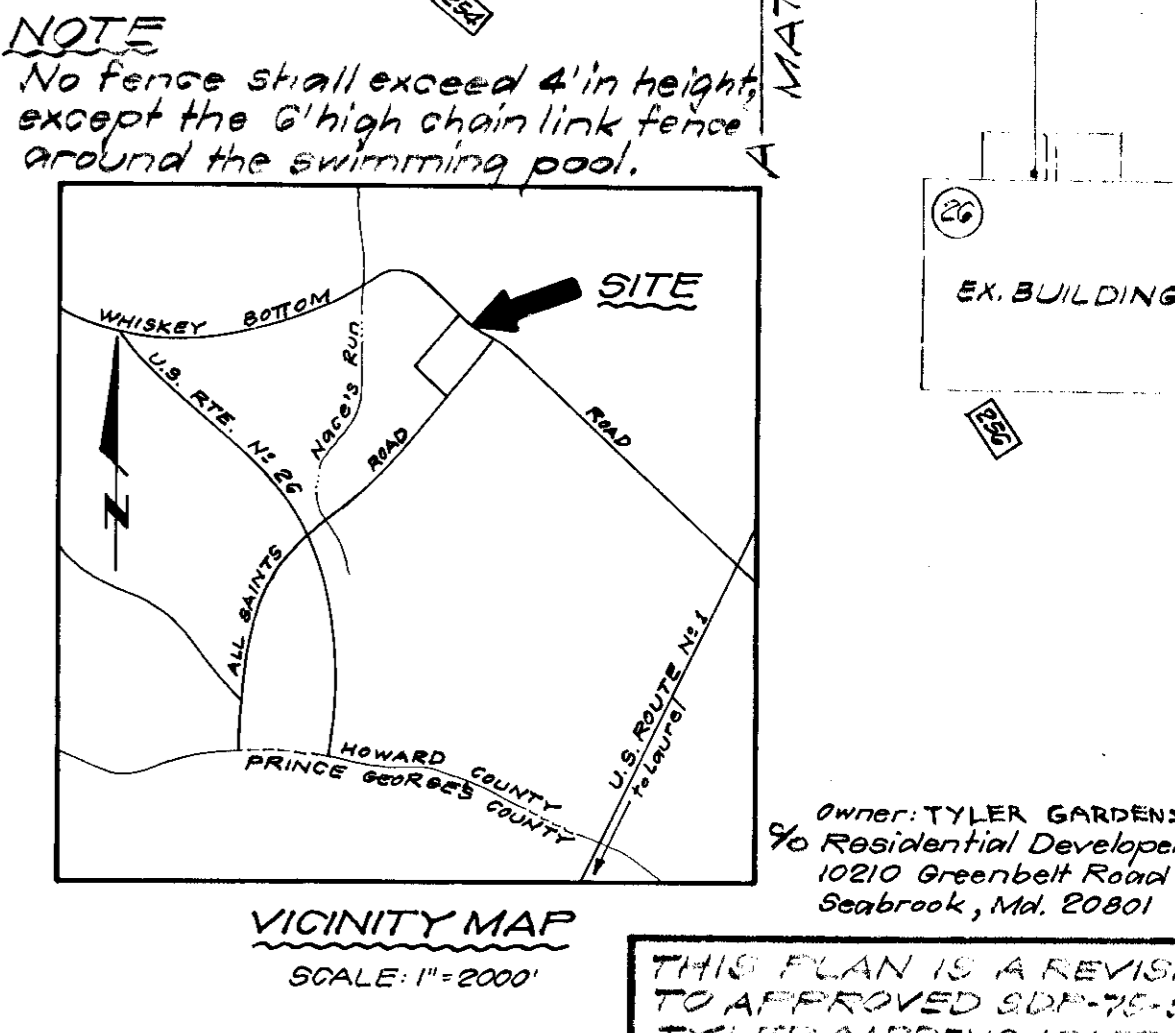 254
NOTE
No fence shall exceed 4' in height,
except the 6' high chain link fence
around the swimming pool.
A
26
EX. BUILDING
256
SITE
WHISKEY BOTTOM
ROAD
U.S. RTE. Nº 26
Nace's Run
ALL SAINTS
ROAD
N
U.S. ROUTE Nº 1
to Laurel
HOWARD COUNTY
PRINCE GEORGE'S COUNTY
VICINITY MAP
SCALE: 1"=2000'
Owner: TYLER GARDENS
c/o Residential Develope
10210 Greenbelt Road
Seabrook, Md. 20801
THIS PLAN IS A REVIS
TO APPROVED SDP-75-